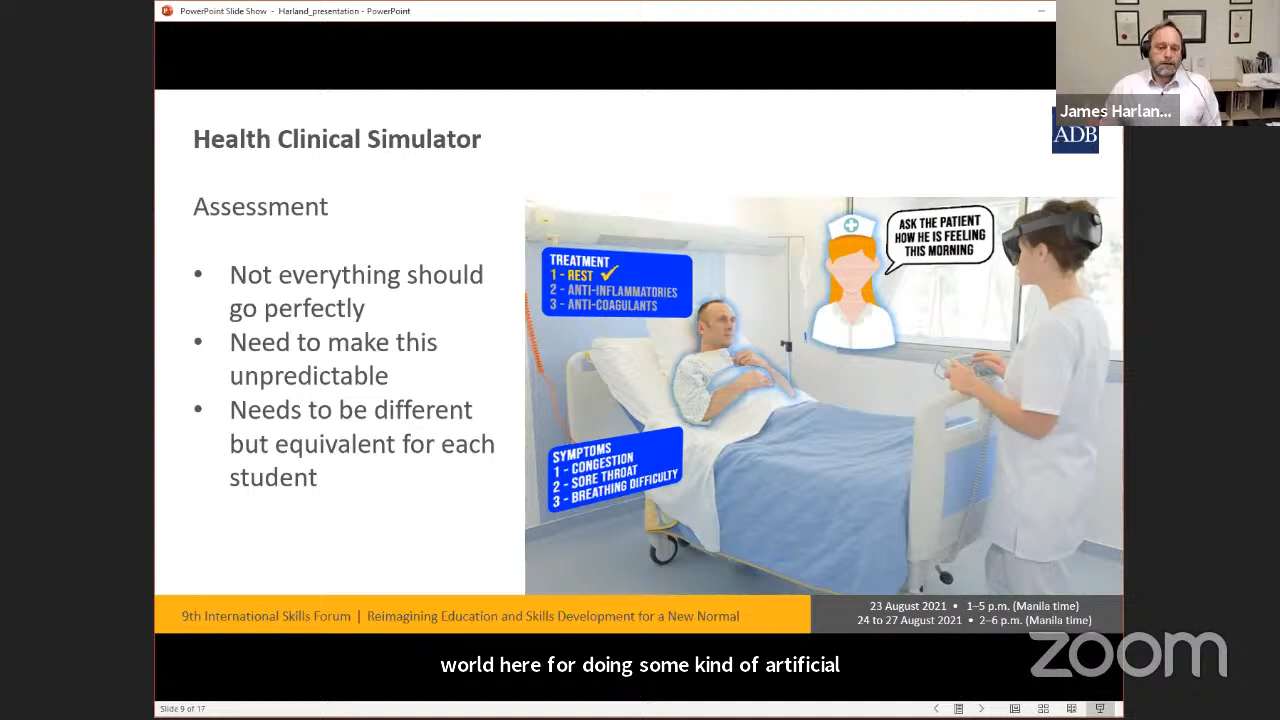 PowerPoint Slide Show - Harland_presentation - PowerPoint
James Harlan...
ADB
Health Clinical Simulator
Assessment
• Not everything should
go perfectly
• Need to make this
unpredictable
• Needs to be different
but equivalent for each
student
TREATMENT
1 - REST ✓
2 - ANTI-INFLAMMATORIES
3 - ANTI-COAGULANTS
ASK THE PATIENT
HOW HE IS FEELING
THIS MORNING
SYMPTOMS
1 - CONGESTION
2 - SORE THROAT
3 - BREATHING DIFFICULTY
9th International Skills Forum | Reimagining Education and Skills Development for a New Normal
23 August 2021 • 1–5 p.m. (Manila time)
24 to 27 August 2021 • 2–6 p.m. (Manila time)
world here for doing some kind of artificial
zoom
Slide 9 of 17